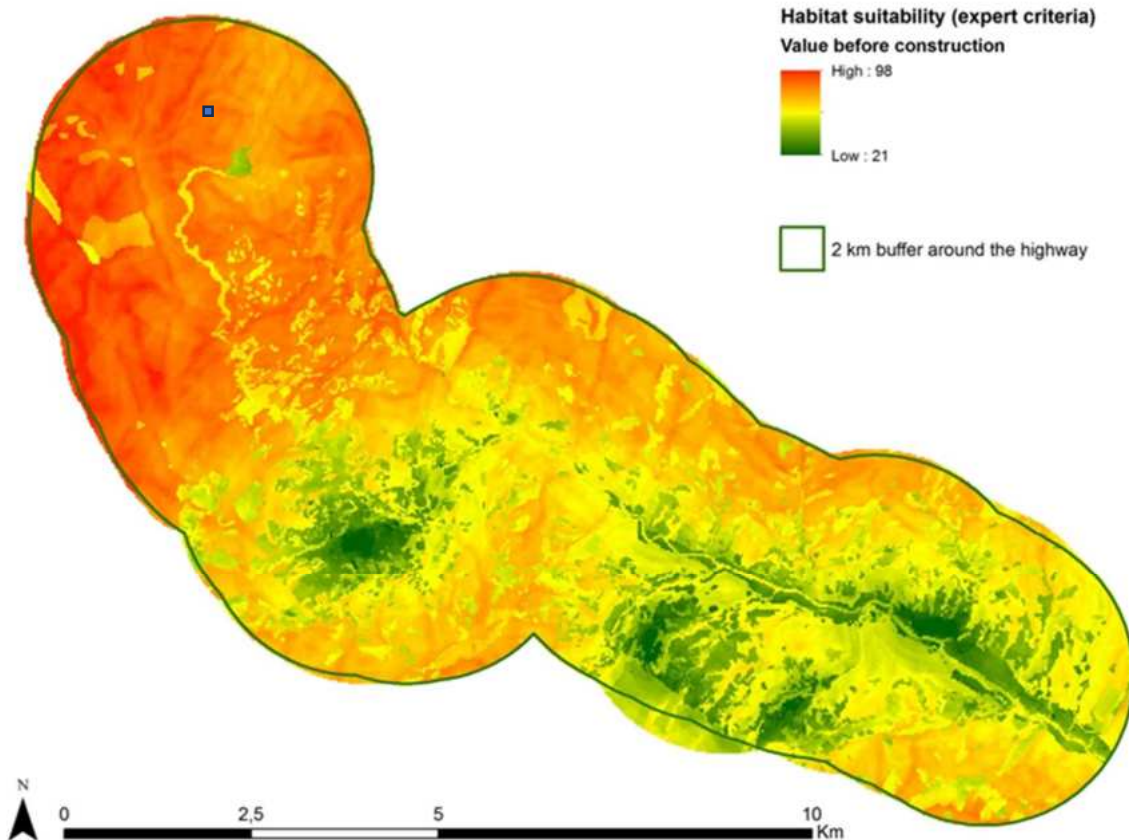 Habitat suitability (expert criteria)
Value before construction
High : 98
Low : 21
2 km buffer around the highway
N
0 2,5 5 10
Km